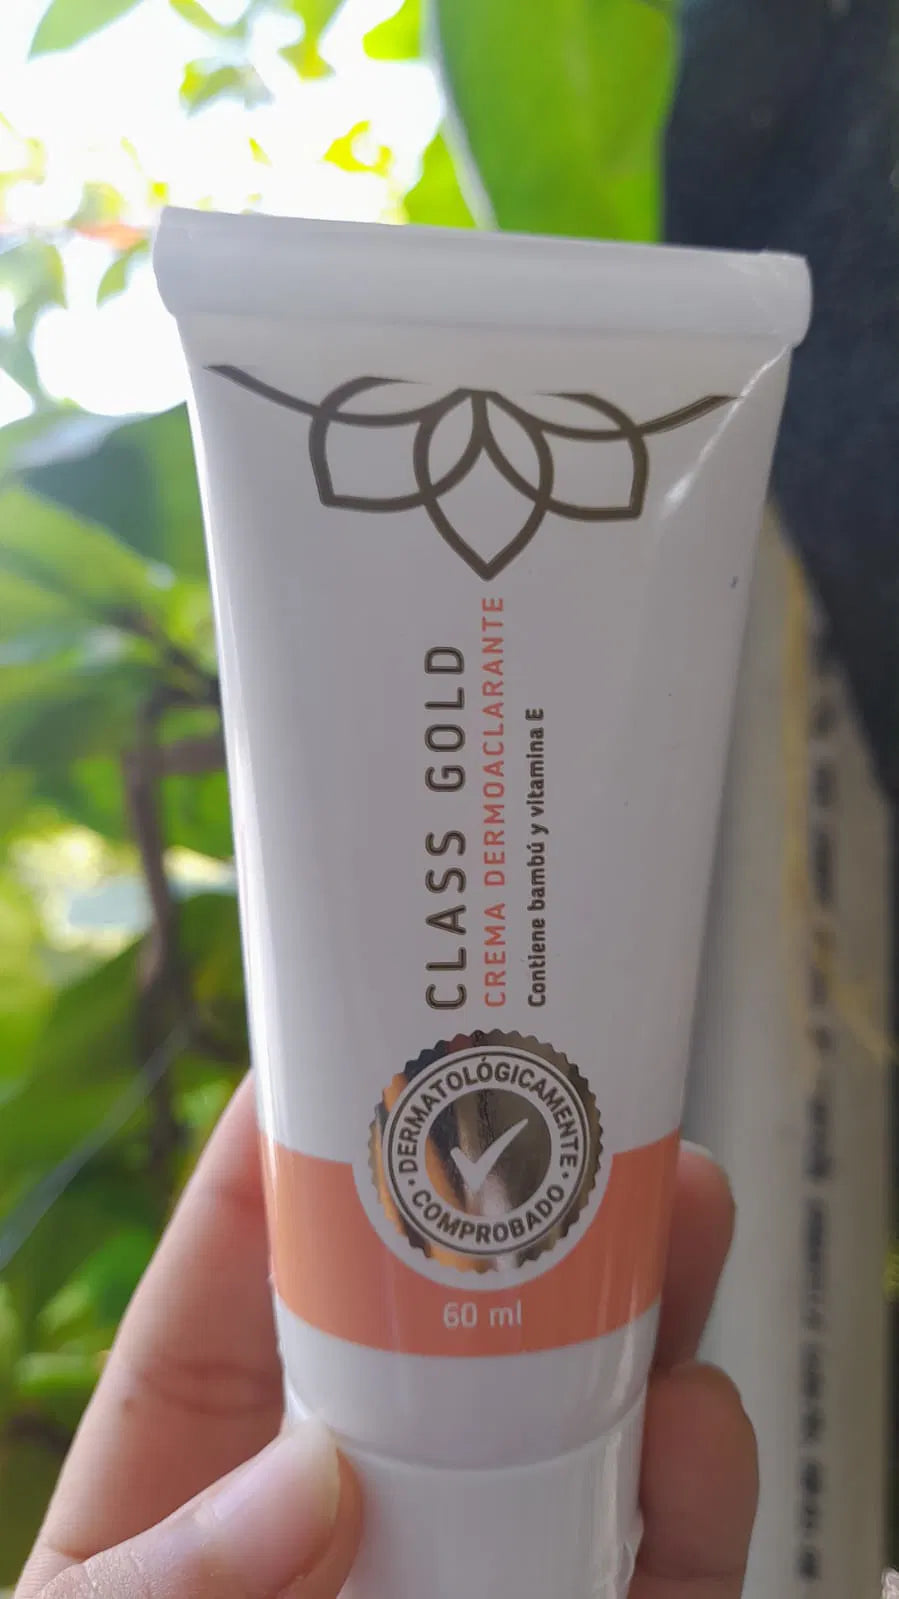 CLASS GOLD
CREMA DERMOACLARANTE
Contiene bambú y vitamina E
DERMATOLÓGICAMENTE
COMPROBADO
60 ml